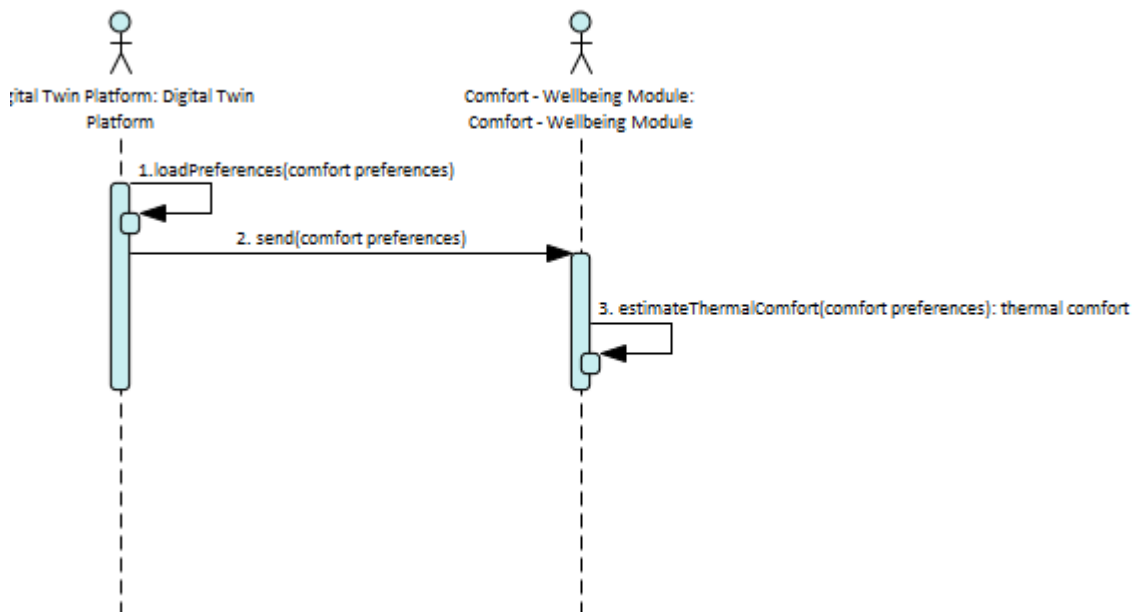 gital Twin Platform: Digital Twin
Platform
Comfort - Wellbeing Module:
Comfort - Wellbeing Module
1.loadPreferences(comfort preferences)
2. send(comfort preferences)
3. estimateThermalComfort(comfort preferences): thermal comfort